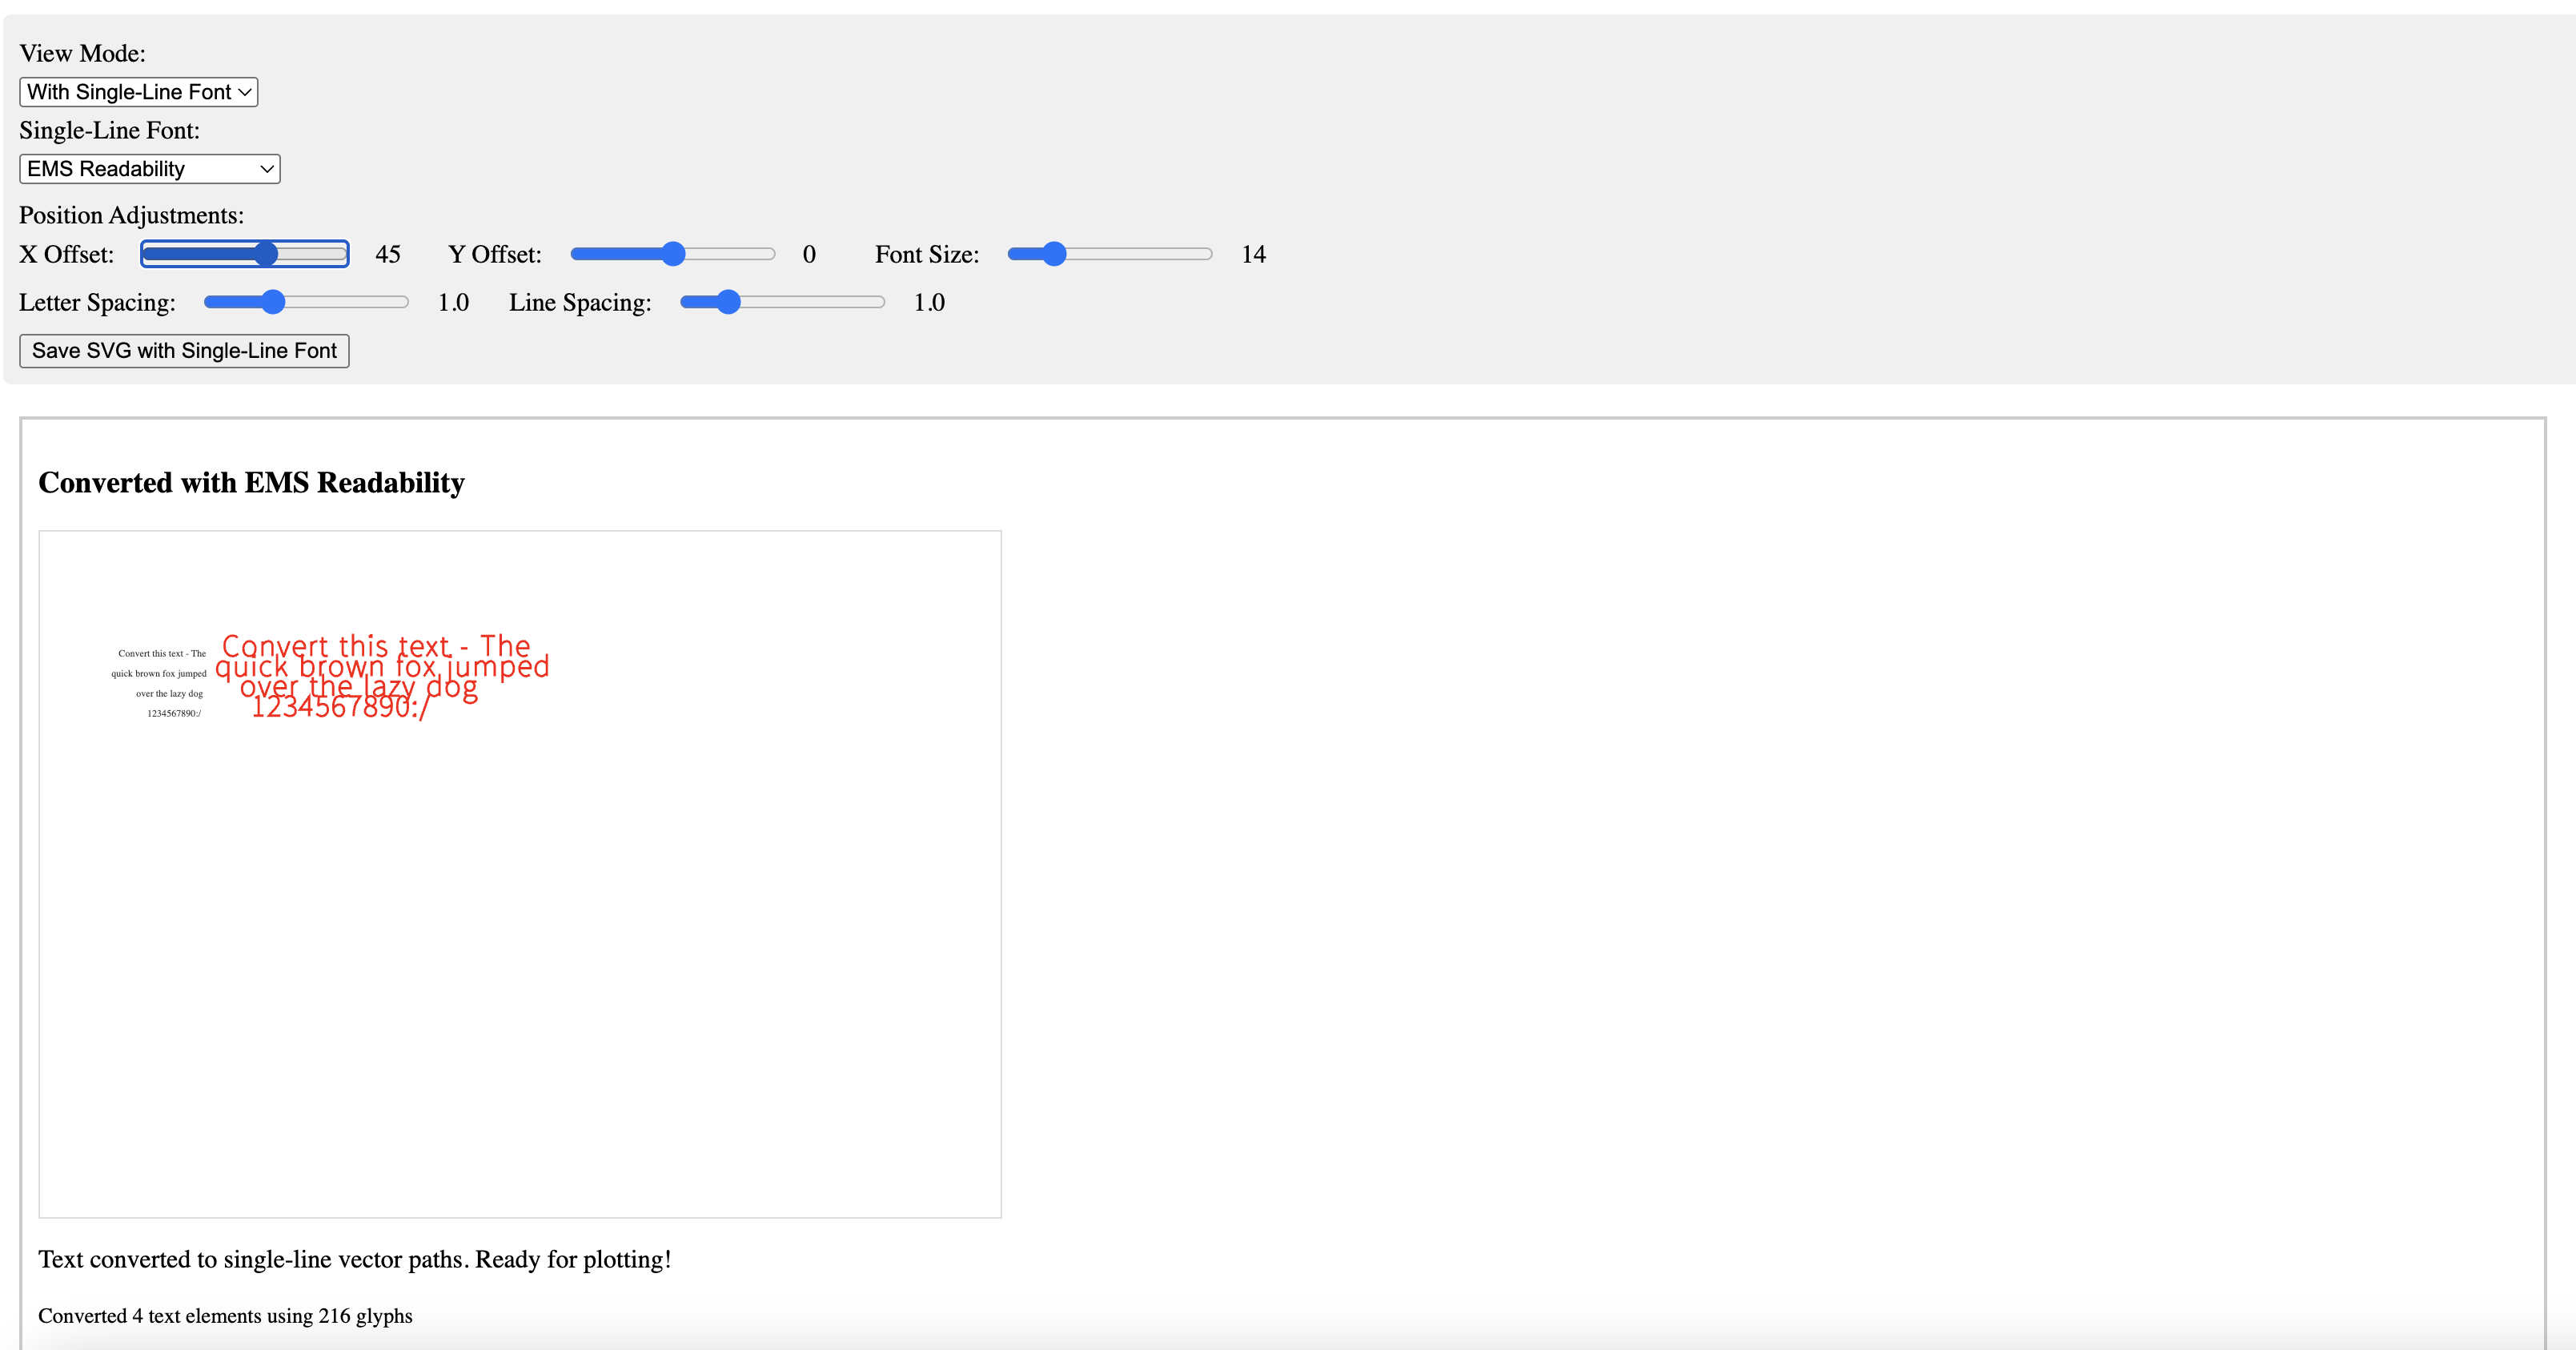 View Mode:
With Single-Line Font
Single-Line Font:
EMS Readability
Position Adjustments:
X Offset: 45 Y Offset: 0 Font Size: 14
Letter Spacing: 1.0 Line Spacing: 1.0
Save SVG with Single-Line Font
Converted with EMS Readability
Convert this text - The
quick brown fox jumped
over the lazy dog
1234567890:/
Convert this text - The
quick brown fox jumped
over the lazy dog
1234567890:/
Text converted to single-line vector paths. Ready for plotting!
Converted 4 text elements using 216 glyphs